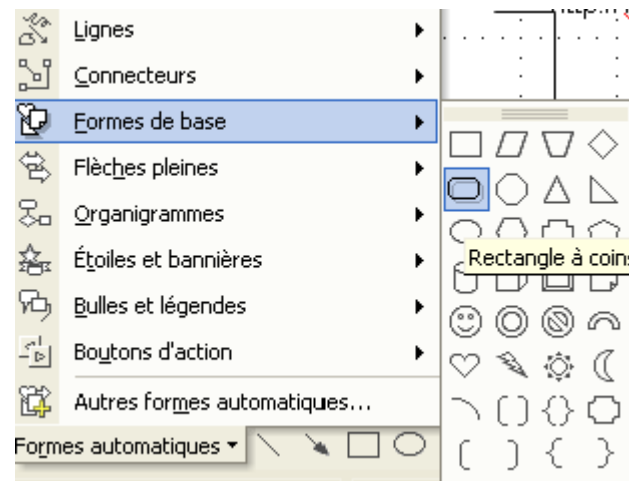 Lignes
Connecteurs
Formes de base
Flèches pleines
Organigrammes
Étoiles et bannières
Bulles et légendes
Boutons d'action
Autres formes automatiques...
Formes automatiques
Rectangle à coins